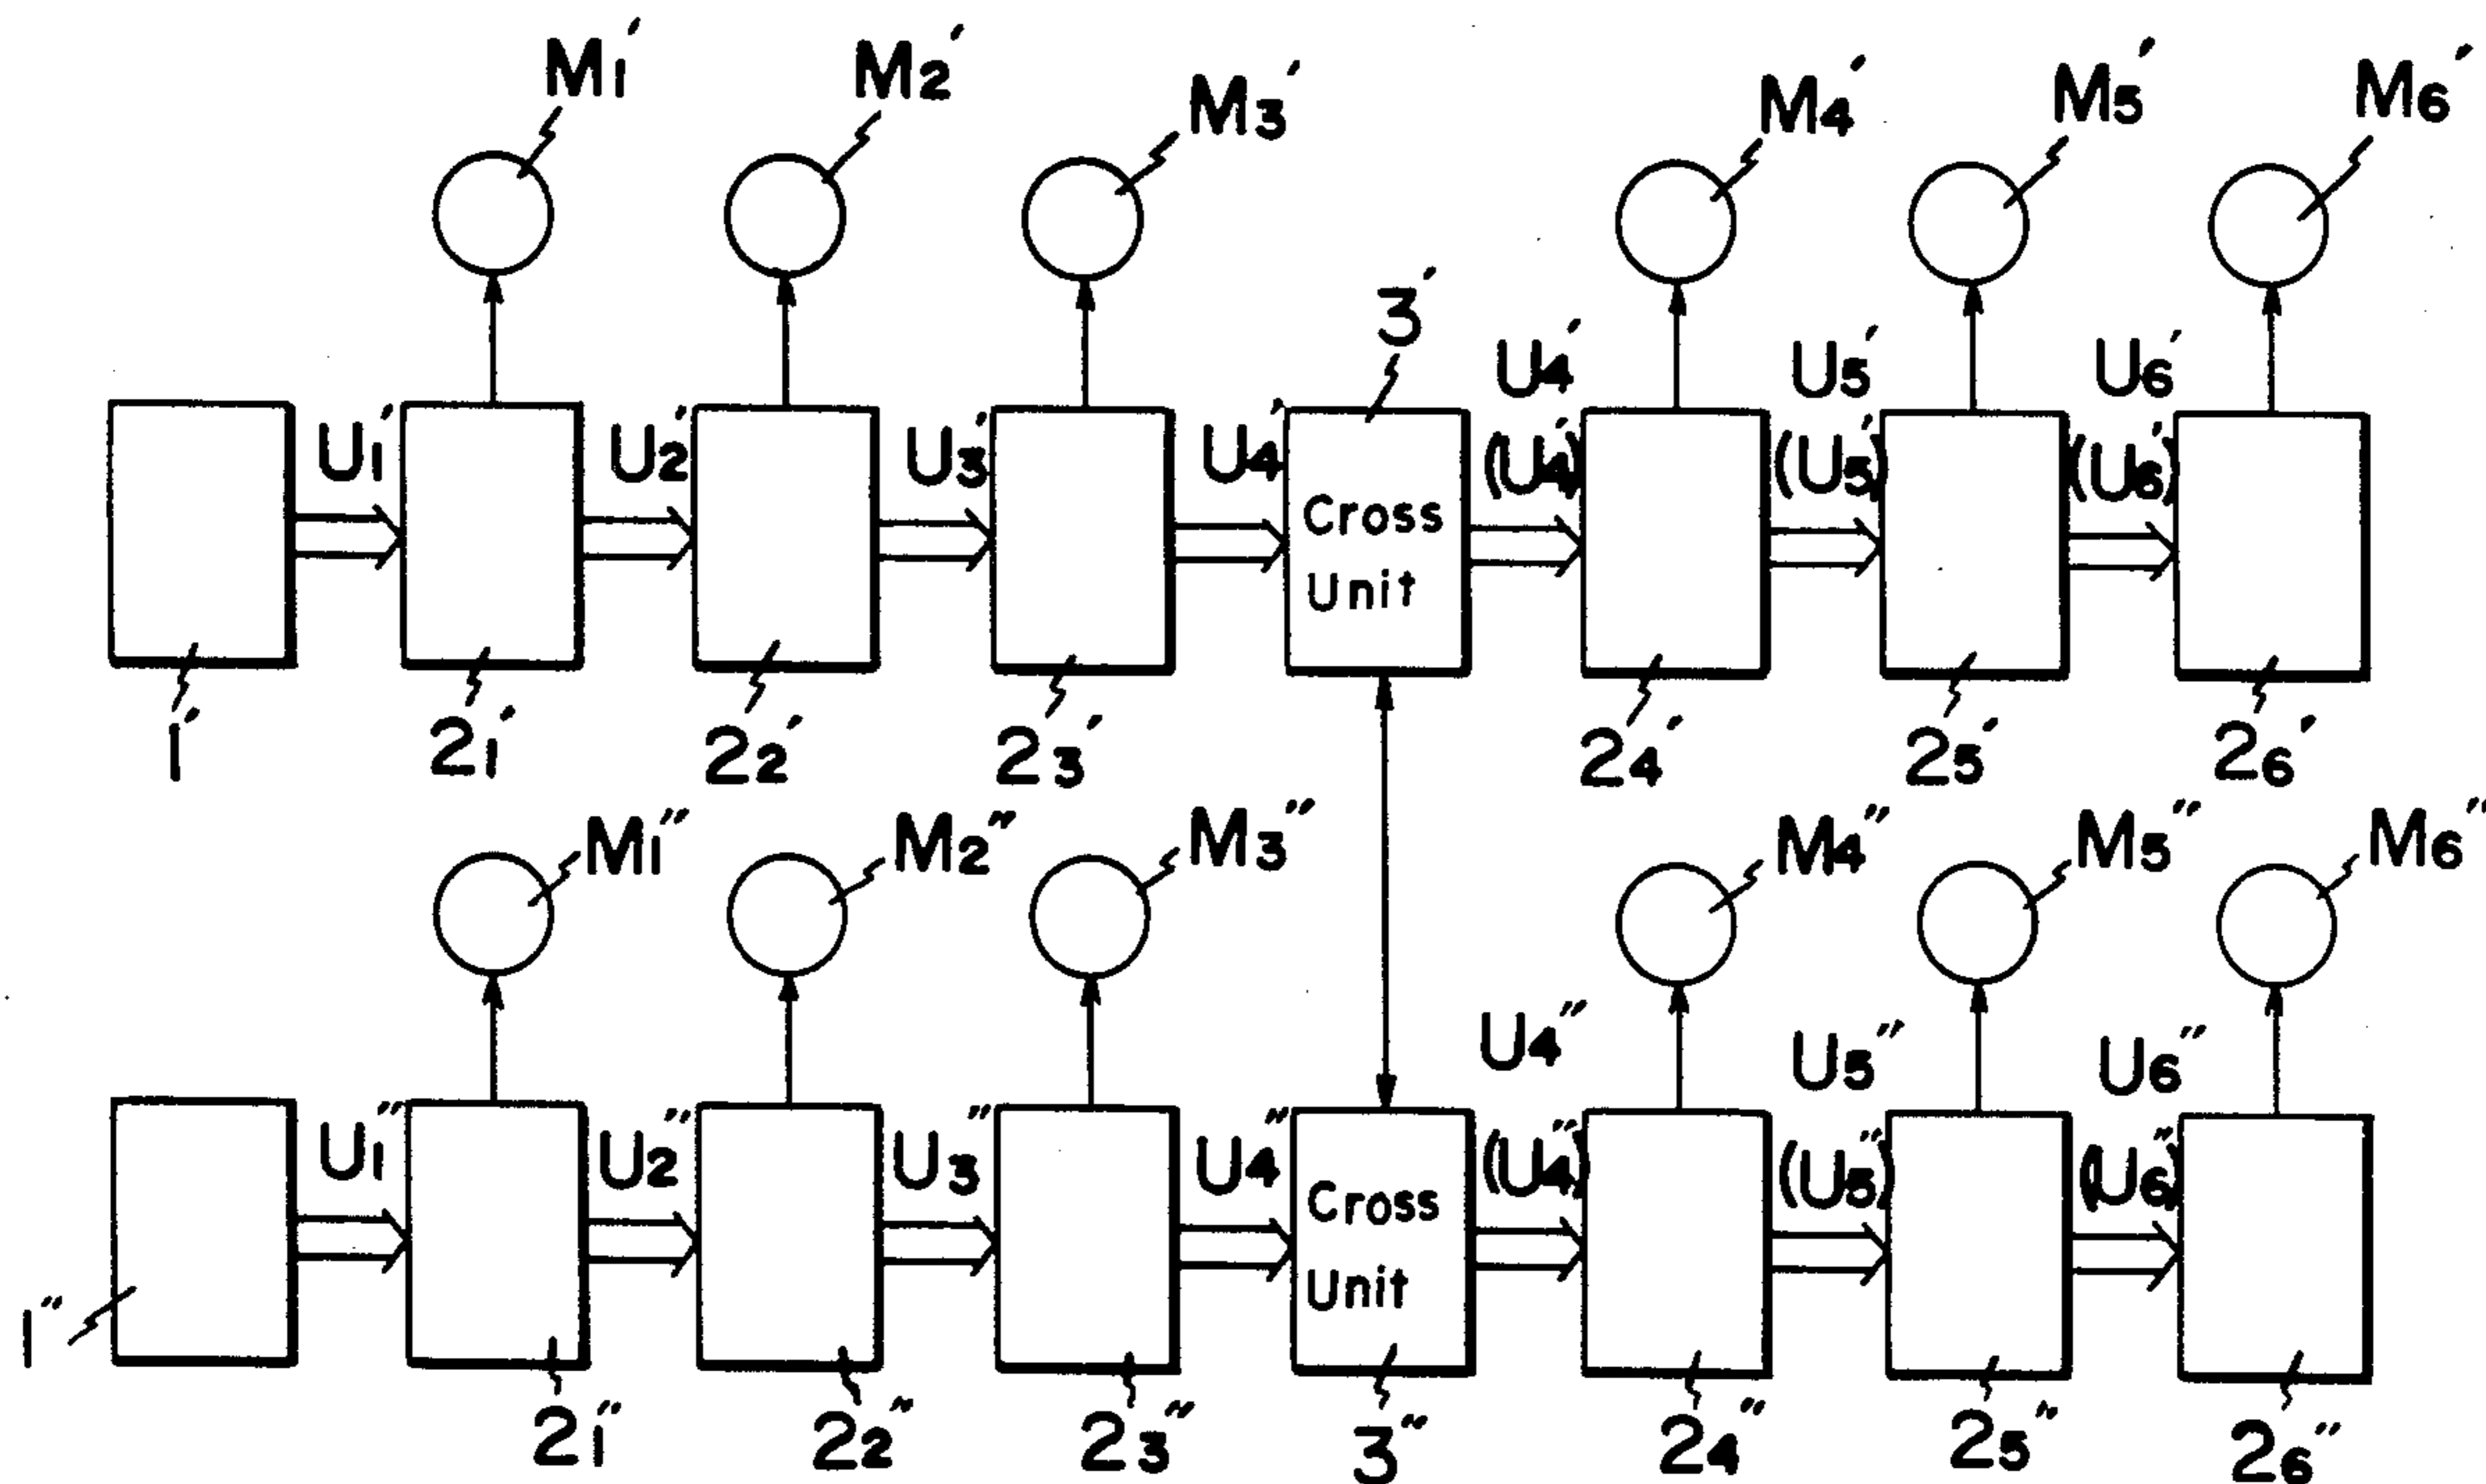 M1′ M2′ M3′ M4′ M5′ M6′
3′
U4′ U5′ U6′
U1′ U2′ U3′ U4′ (U4′) (U5′) (U6′)
Cross
Unit
1′ 21′ 22′ 23′ 24′ 25′ 26′
M1″ M2″ M3″ M4″ M5″ M6″
U4″ U5″ U6″
U1″ U2″ U3″ U4″ (U4″) (U5″) (U6″)
Cross
Unit
1″
21″ 22″ 23″ 3″ 24″ 25″ 26″